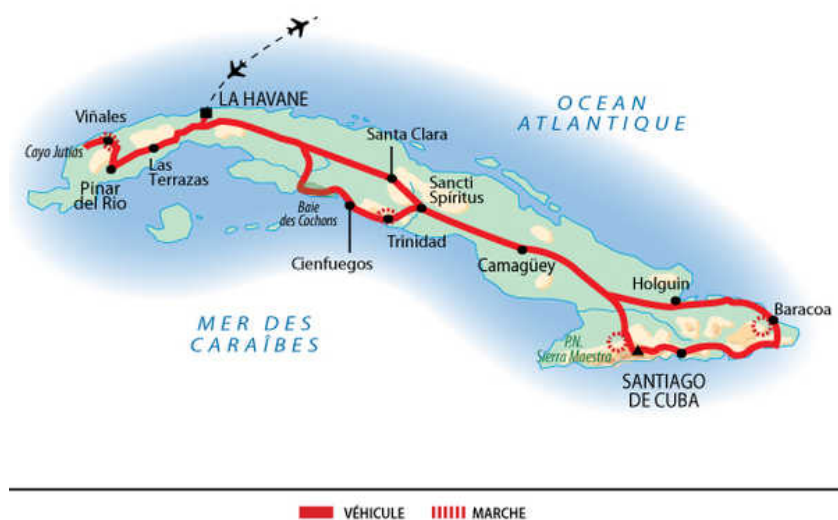 LA HAVANE
OCEAN
ATLANTIQUE
Viñales
Cayo Jutias
Santa Clara
Las
Terrazas
Pinar
del Rio
Sancti
Spíritus
Baie
des Cochons
Trinidad
Cienfuegos
Camagüey
Holguin
Baracoa
MER DES
CARAÏBES
P.N.
Sierra Maestra
SANTIAGO
DE CUBA
VÉHICULE
MARCHE